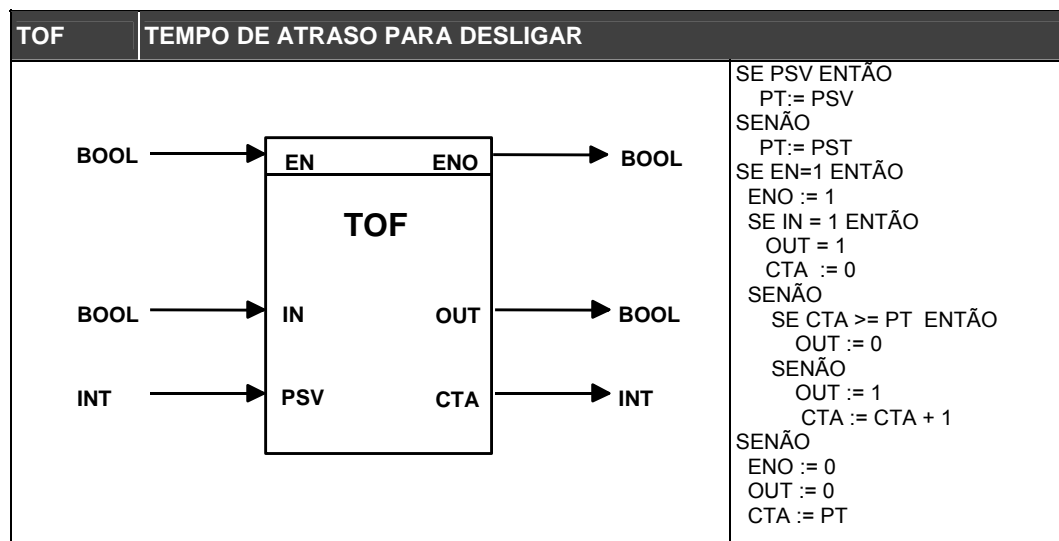 TOF TEMPO DE ATRASO PARA DESLIGAR
BOOL EN ENO BOOL
TOF
BOOL IN OUT BOOL
INT PSV CTA INT
SE PSV ENTÃO
PT:= PSV
SENÃO
PT:= PST
SE EN=1 ENTÃO
ENO := 1
SE IN = 1 ENTÃO
OUT = 1
CTA := 0
SENÃO
SE CTA >= PT ENTÃO
OUT := 0
SENÃO
OUT := 1
CTA := CTA + 1
SENÃO
ENO := 0
OUT := 0
CTA := PT